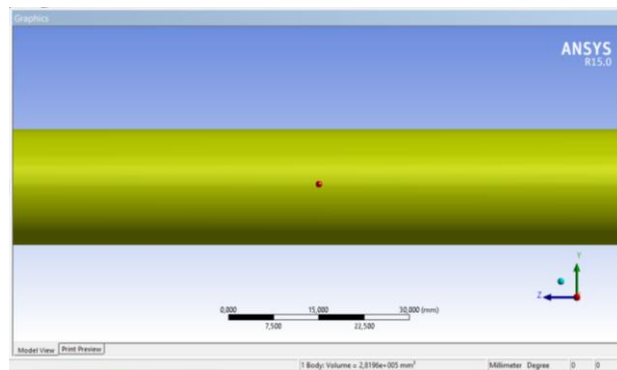 Graphics
ANSYS
R15.0
Y
Z
0,000 15,000 30,000 (mm)
7,500 22,500
Model View Print Preview
1 Body: Volume = 2,8196e+005 mm³ Millimeter Degree 0 0